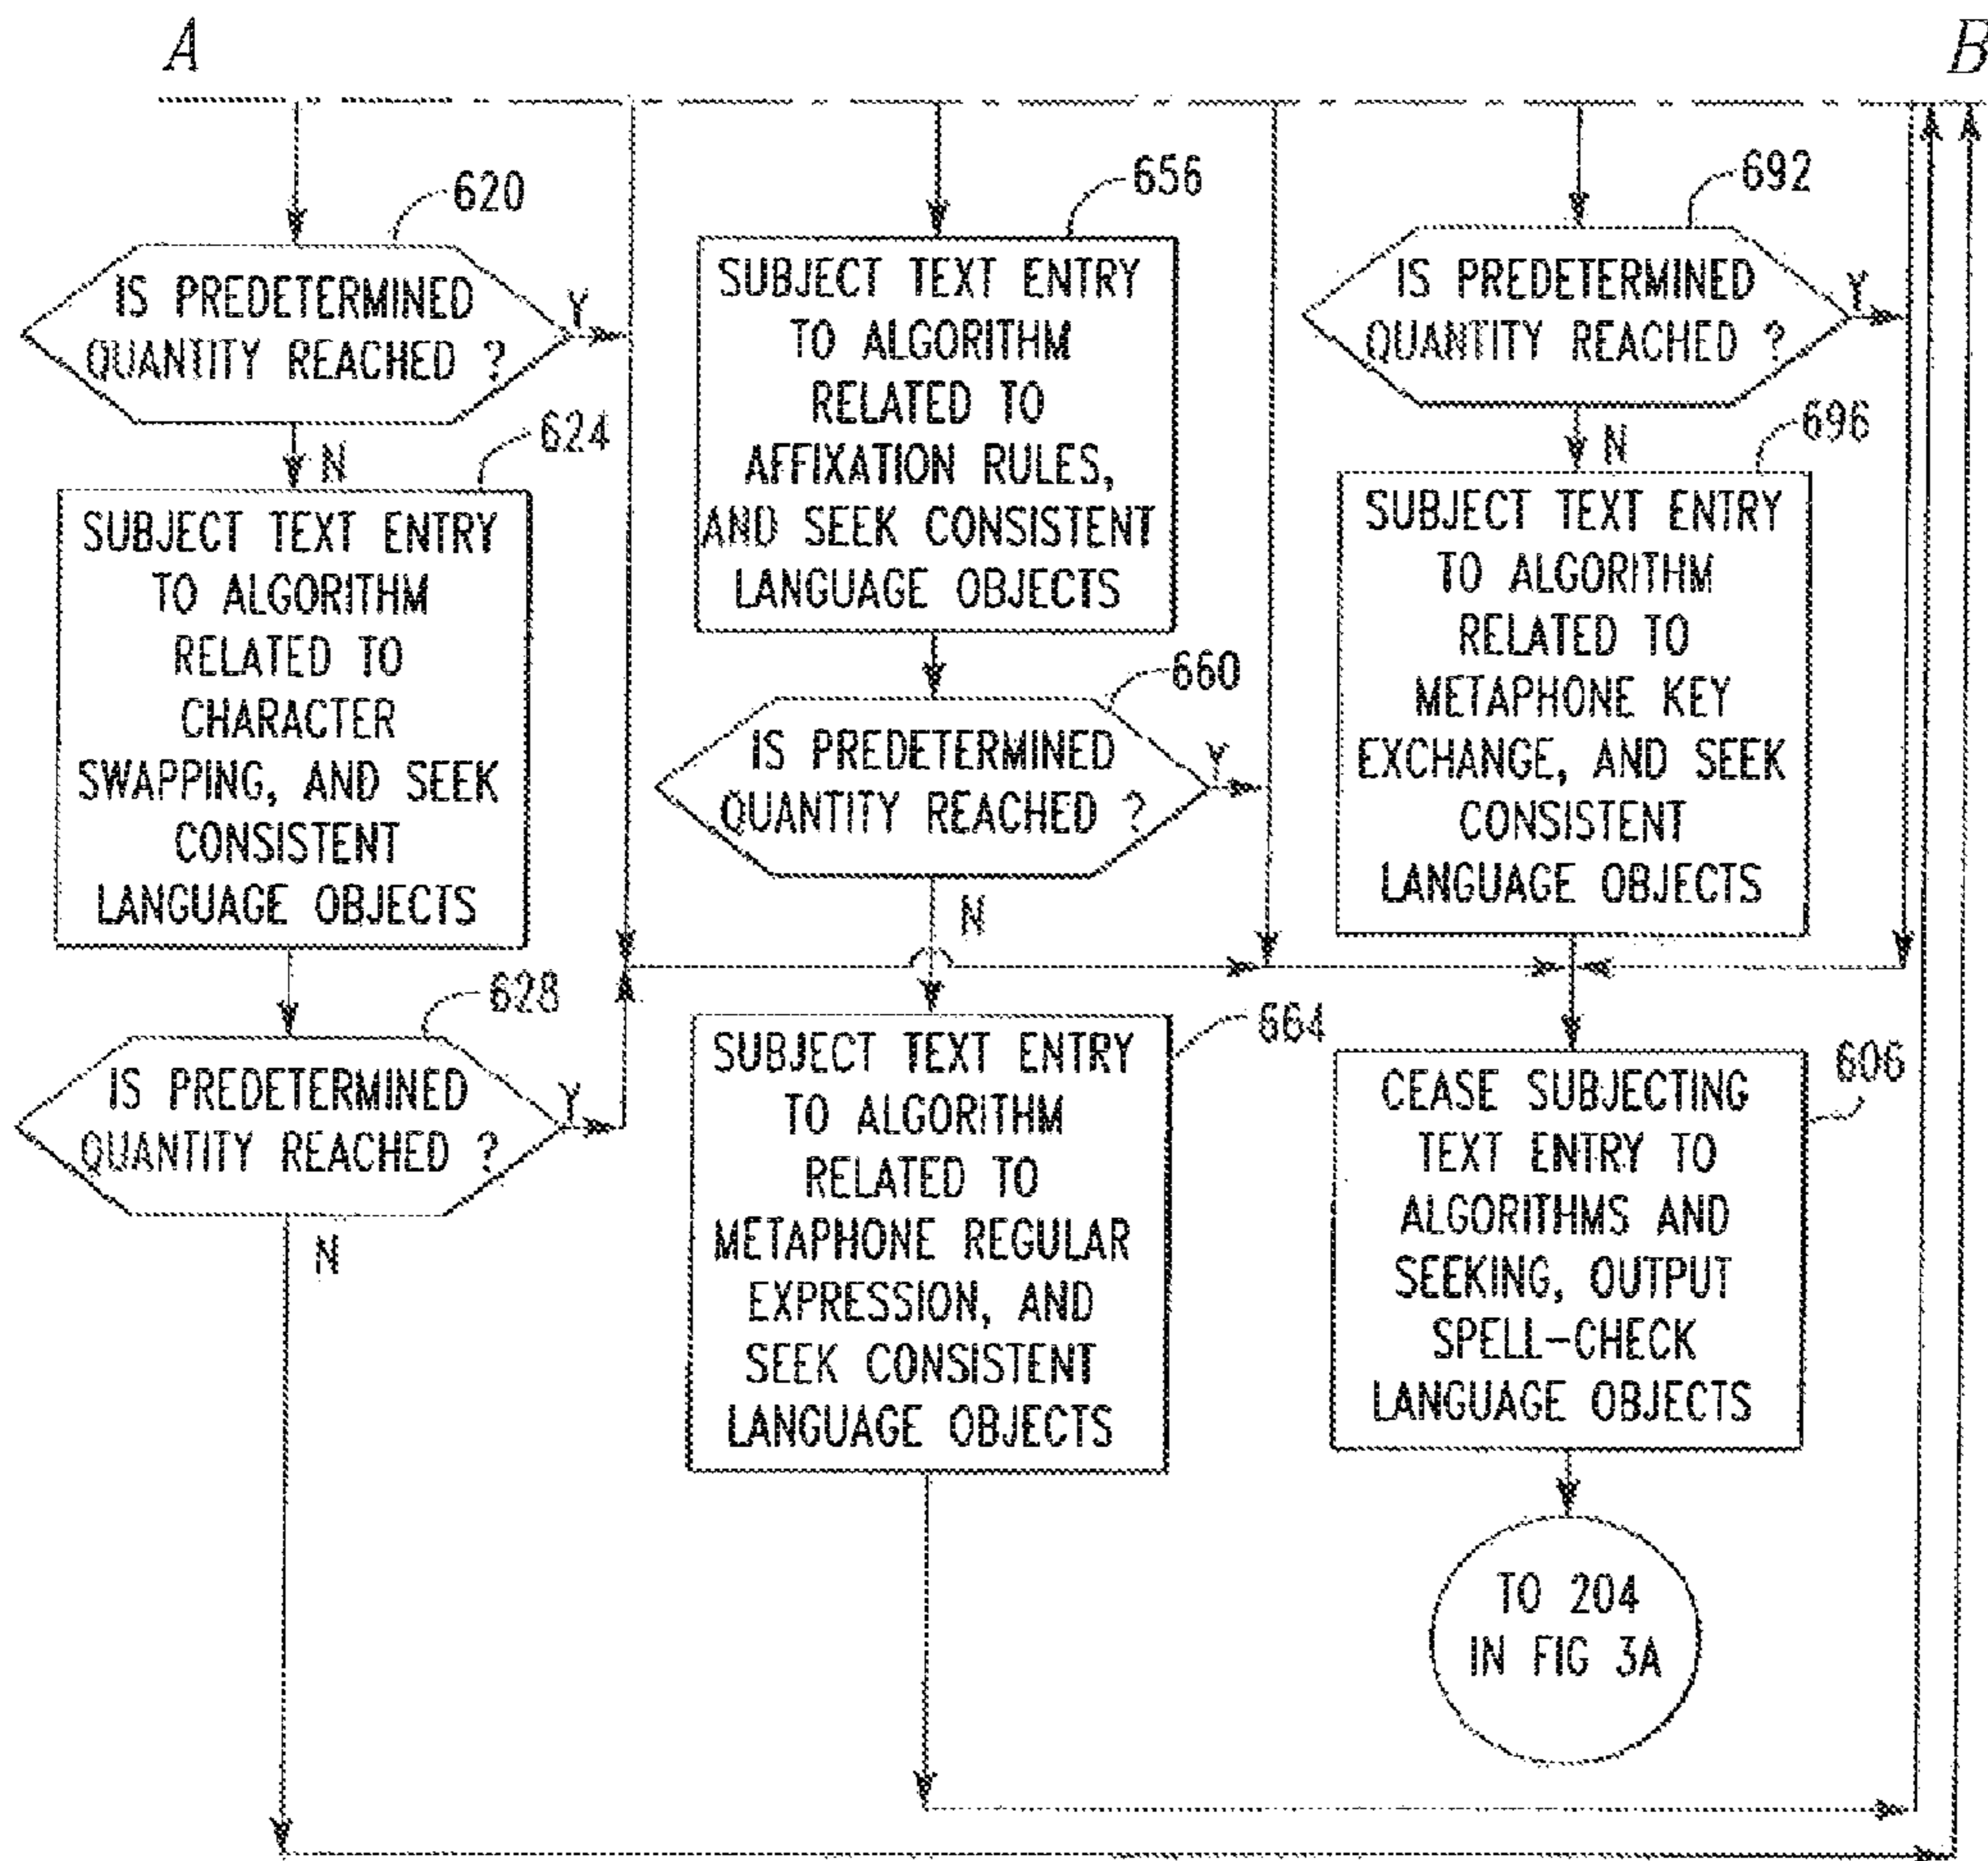 A
B
620
IS PREDETERMINED
QUANTITY REACHED ?
Y
N
624
SUBJECT TEXT ENTRY
TO ALGORITHM
RELATED TO
CHARACTER
SWAPPING, AND SEEK
CONSISTENT
LANGUAGE OBJECTS
628
IS PREDETERMINED
QUANTITY REACHED ?
Y
N
656
SUBJECT TEXT ENTRY
TO ALGORITHM
RELATED TO
AFFIXATION RULES,
AND SEEK CONSISTENT
LANGUAGE OBJECTS
660
IS PREDETERMINED
QUANTITY REACHED ?
Y
N
664
SUBJECT TEXT ENTRY
TO ALGORITHM
RELATED TO
METAPHONE REGULAR
EXPRESSION, AND
SEEK CONSISTENT
LANGUAGE OBJECTS
692
IS PREDETERMINED
QUANTITY REACHED ?
Y
N
696
SUBJECT TEXT ENTRY
TO ALGORITHM
RELATED TO
METAPHONE KEY
EXCHANGE, AND SEEK
CONSISTENT
LANGUAGE OBJECTS
606
CEASE SUBJECTING
TEXT ENTRY TO
ALGORITHMS AND
SEEKING, OUTPUT
SPELL-CHECK
LANGUAGE OBJECTS
TO 204
IN FIG 3A